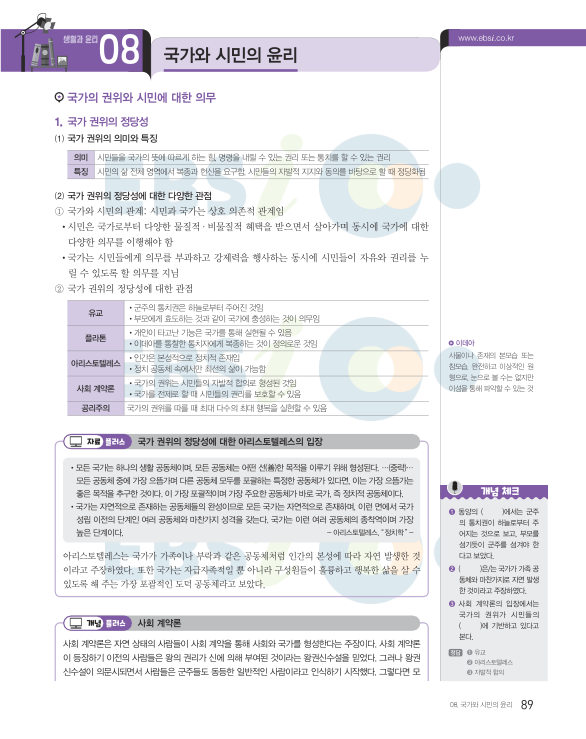 생활과 윤리
08
국가와 시민의 윤리
www.ebsi.co.kr
국가의 권위와 시민에 대한 의무
1. 국가 권위의 정당성
(1) 국가 권위의 의미와 특징
의미 시민들을 국가의 뜻에 따르게 하는 힘, 명령을 내릴 수 있는 권리 또는 통치를 할 수 있는 권리
특징 시민의 삶 전체 영역에서 복종과 헌신을 요구함. 시민들의 자발적 지지와 동의를 바탕으로 할 때 정당화됨
(2) 국가 권위의 정당성에 대한 다양한 관점
① 국가와 시민의 관계: 시민과 국가는 상호 의존적 관계임
• 시민은 국가로부터 다양한 물질적·비물질적 혜택을 받으면서 살아가며 동시에 국가에 대한
다양한 의무를 이행해야 함
• 국가는 시민들에게 의무를 부과하고 강제력을 행사하는 동시에 시민들이 자유와 권리를 누
릴 수 있도록 할 의무를 지님
② 국가 권위의 정당성에 대한 관점
유교
• 군주의 통치권은 하늘로부터 주어진 것임
• 부모에게 효도하는 것과 같이 국가에 충성하는 것이 의무임
플라톤
• 개인이 타고난 기능은 국가를 통해 실현될 수 있음
• 이데아를 통찰한 통치자에게 복종하는 것이 정의로운 것임
아리스토텔레스
• 인간은 본성적으로 정치적 존재임
• 정치 공동체 속에서만 최선의 삶이 가능함
사회 계약론
• 국가의 권위는 시민들의 자발적 합의로 형성된 것임
• 국가를 전제로 할 때 시민들의 권리를 보호할 수 있음
공리주의 국가의 권위를 따를 때 최대 다수의 최대 행복을 실현할 수 있음
이데아
사물이나 존재의 본모습 또는
참모습. 완전하고 이상적인 원
형으로, 눈으로 볼 수는 없지만
이성을 통해 파악할 수 있는 것
자료 플러스 국가 권위의 정당성에 대한 아리스토텔레스의 입장
• 모든 국가는 하나의 생활 공동체이며, 모든 공동체는 어떤 선(善)한 목적을 이루기 위해 형성된다. …(중략)…
모든 공동체 중에 가장 으뜸가며 다른 공동체 모두를 포괄하는 특정한 공동체가 있다면, 이는 가장 으뜸가는
좋은 목적을 추구한 것이다. 이 가장 포괄적이며 가장 주요한 공동체가 바로 국가, 즉 정치적 공동체이다.
• 국가는 자연적으로 존재하는 공동체들의 완성이므로 모든 국가는 자연적으로 존재하며, 이런 면에서 국가
성립 이전의 단계인 여러 공동체와 마찬가지 성격을 갖는다. 국가는 이런 여러 공동체의 종착역이며 가장
높은 단계이다. – 아리스토텔레스, “정치학” –
아리스토텔레스는 국가가 가족이나 부락과 같은 공동체처럼 인간의 본성에 따라 자연 발생한 것
이라고 주장하였다. 또한 국가는 자급자족적일 뿐 아니라 구성원들이 훌륭하고 행복한 삶을 살 수
있도록 해 주는 가장 포괄적인 도덕 공동체라고 보았다.
개념 플러스 사회 계약론
사회 계약론은 자연 상태의 사람들이 사회 계약을 통해 사회와 국가를 형성한다는 주장이다. 사회 계약론
이 등장하기 이전의 사람들은 왕의 권리가 신에 의해 부여된 것이라는 왕권신수설을 믿었다. 그러나 왕권
신수설이 의문시되면서 사람들은 군주들도 동등한 일반적인 사람이라고 인식하기 시작했다. 그렇다면 모
개념 체크
❶ 동양의 ( )에서는 군주
의 통치권이 하늘로부터 주
어지는 것으로 보고, 부모를
섬기듯이 군주를 섬겨야 한
다고 보았다.
❷ ( )은/는 국가가 가족 공
동체와 마찬가지로 자연 발생
한 것이라고 주장하였다.
❸ 사회 계약론의 입장에서는
국가의 권위가 시민들의
( )에 기반하고 있다고
본다.
정답 ❶ 유교
❷ 아리스토텔레스
❸ 자발적 합의
08. 국가와 시민의 윤리 89